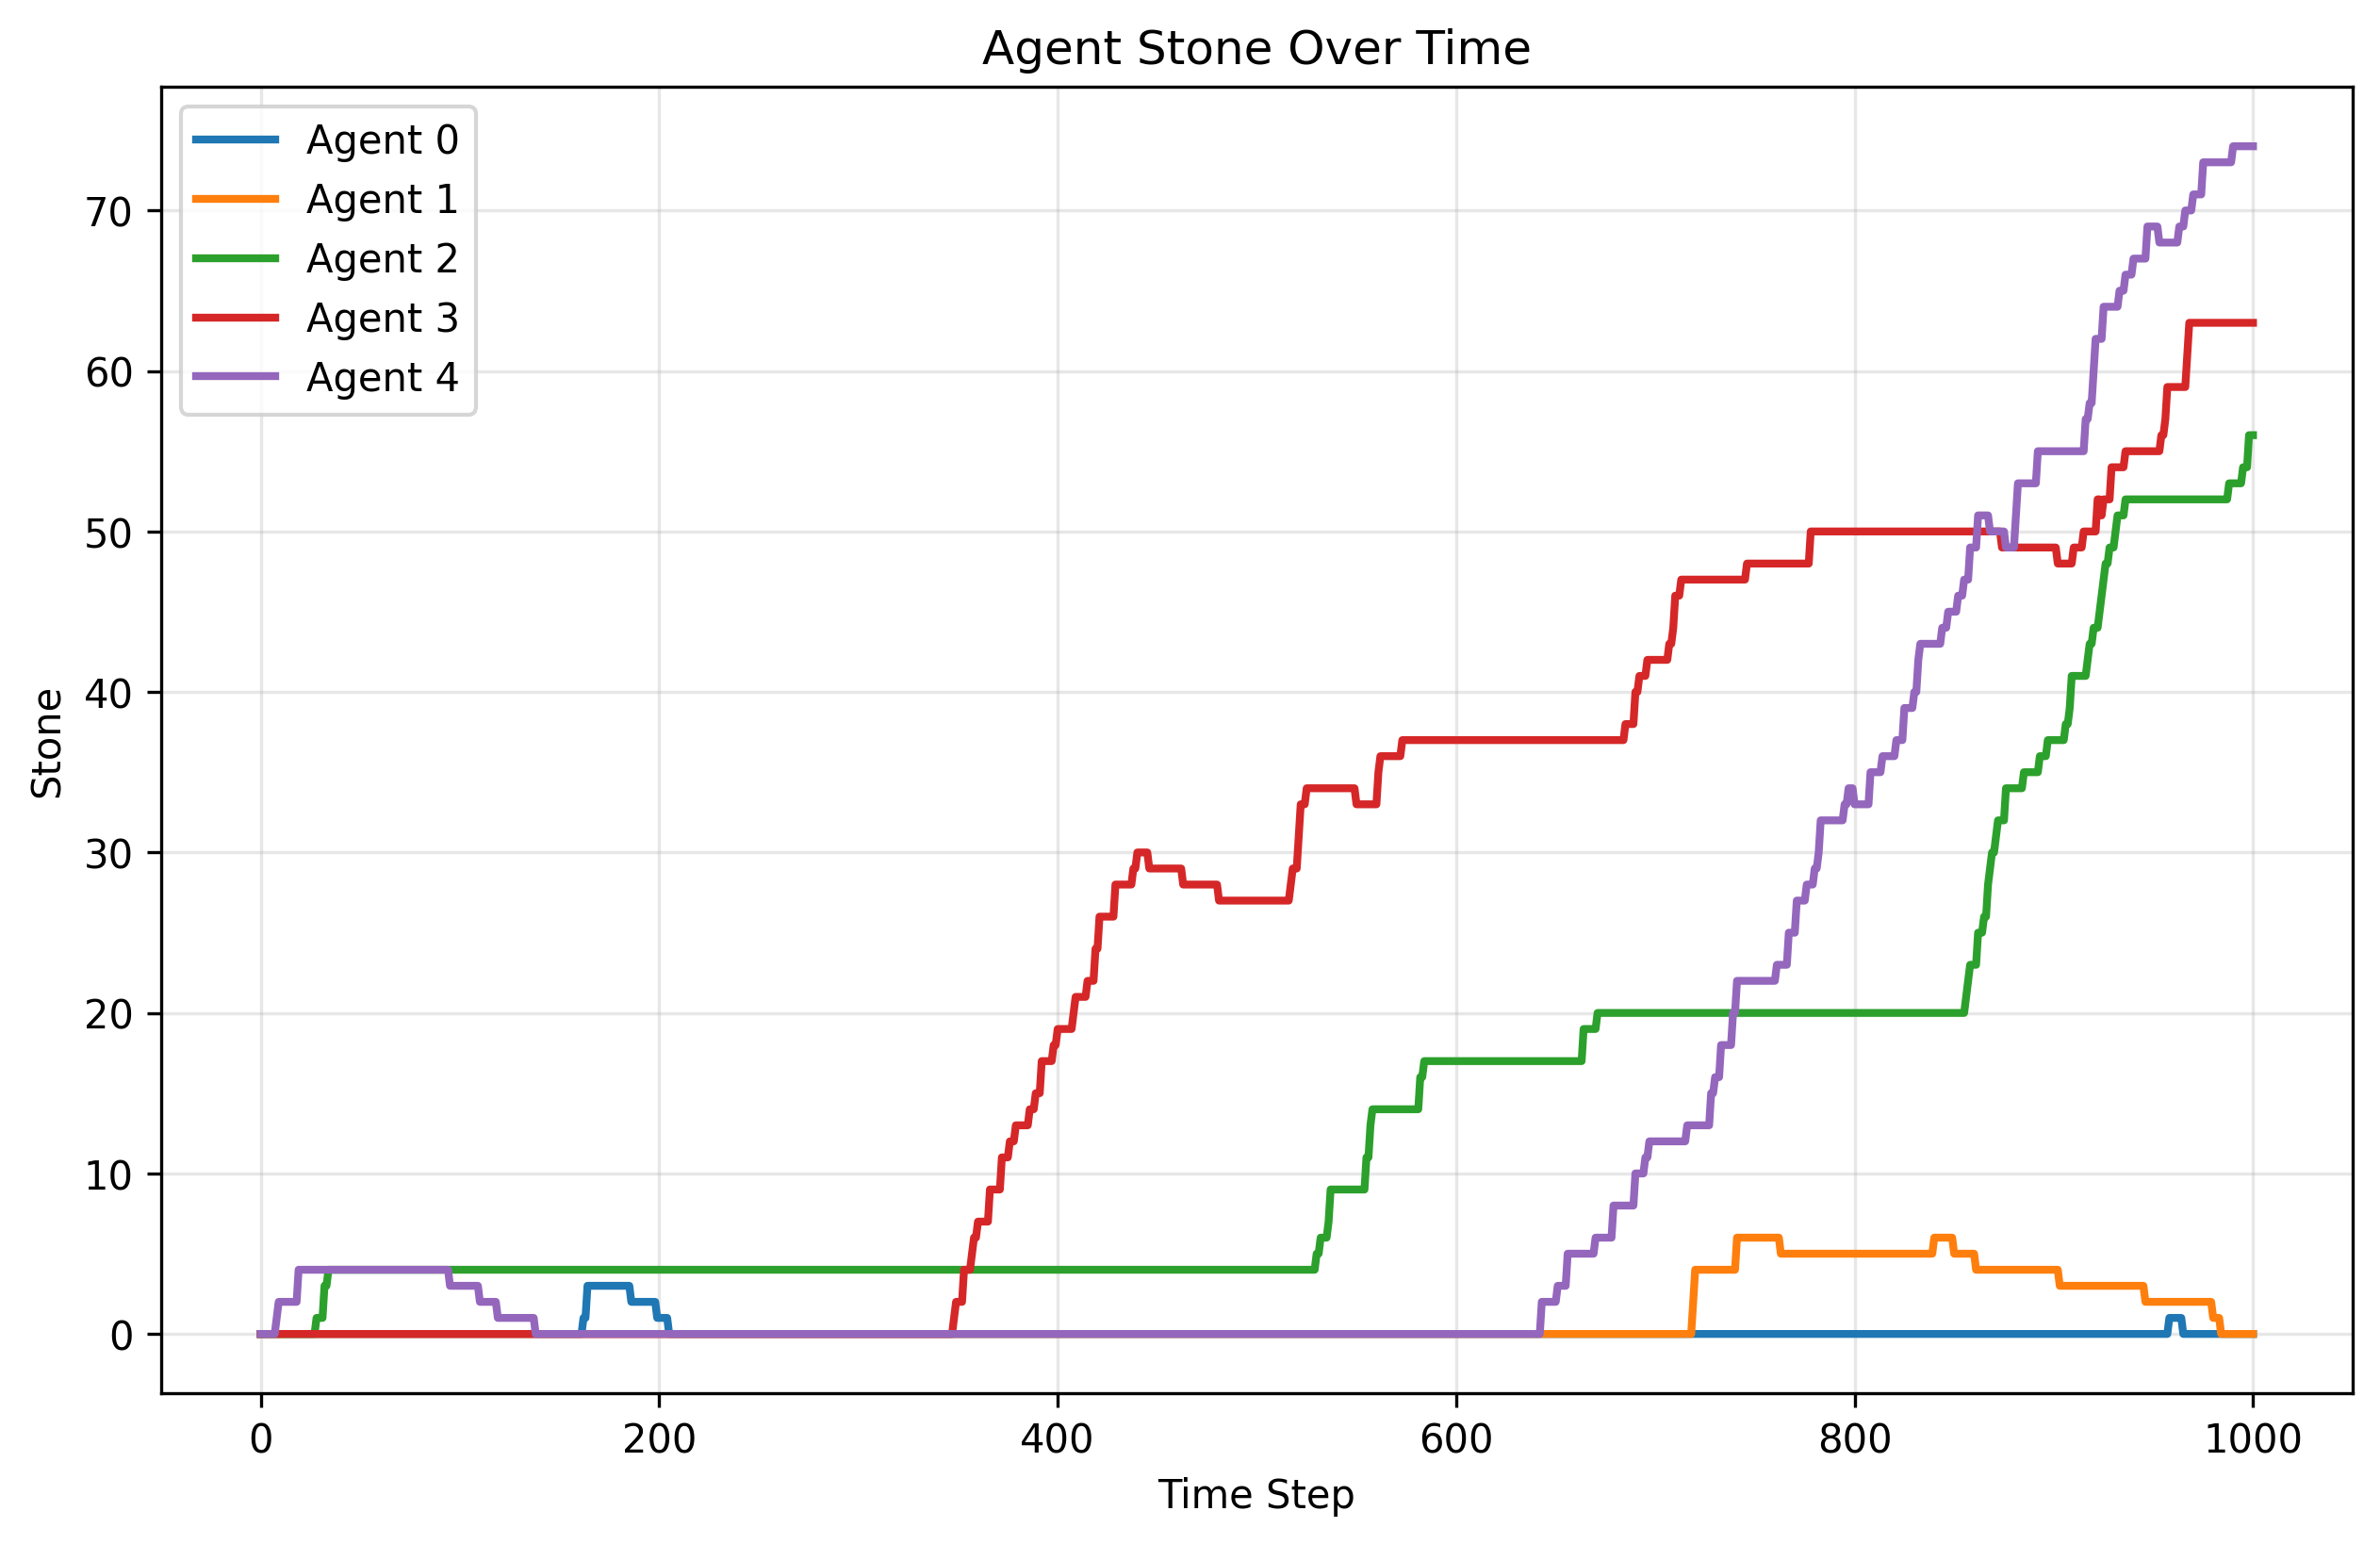 Agent Stone Over Time
Agent 0
Agent 1
Agent 2
Agent 3
Agent 4
70
60
50
40
30
20
10
0
Stone
0 200 400 600 800 1000
Time Step